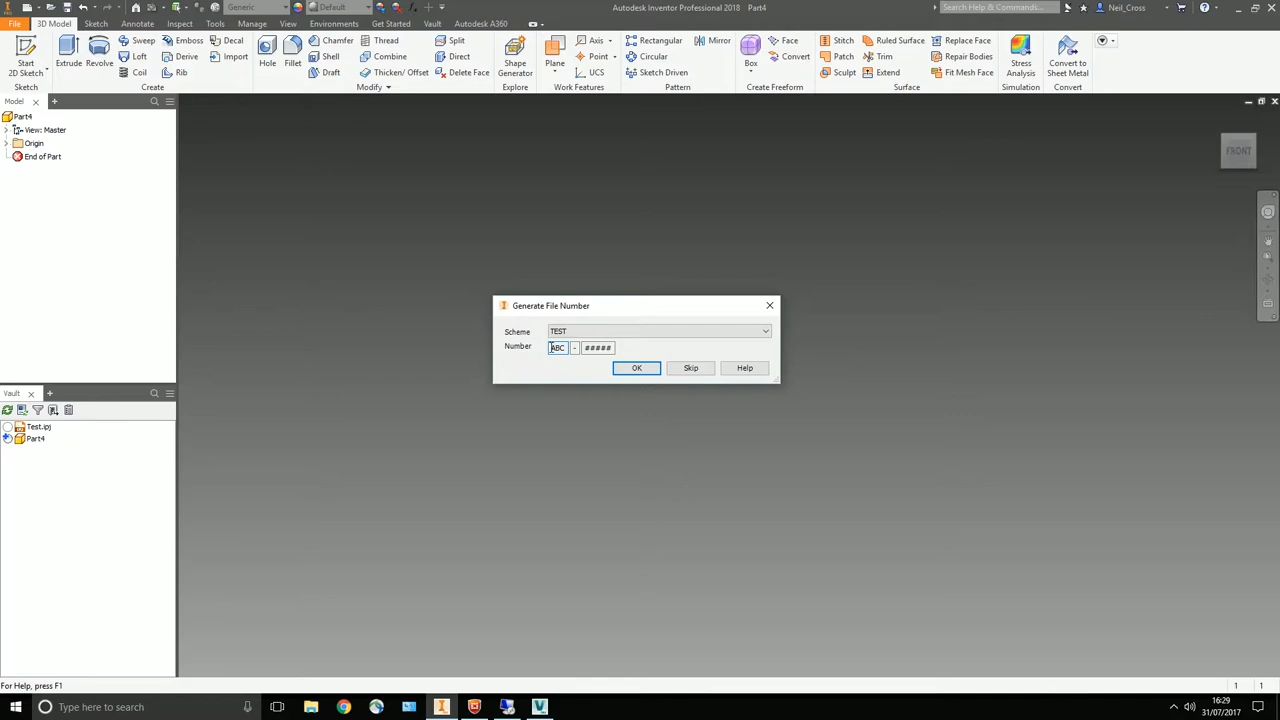 Generic Default Autodesk Inventor Professional 2018 Part4 Search Help & Commands... Neil_Cross
File 3D Model Sketch Annotate Inspect Tools Manage View Environments Get Started Vault Autodesk A360
Start 2D Sketch Extrude Revolve Sweep Emboss Decal Hole Fillet Chamfer Thread Split Shape Generator Plane Axis Rectangular Mirror Box Face Stitch Ruled Surface Replace Face Stress Analysis Convert to Sheet Metal
Loft Derive Import Shell Combine Direct Point Circular Convert Patch Trim Repair Bodies
Coil Rib Draft Thicken/ Offset Delete Face UCS Sketch Driven Sculpt Extend Fit Mesh Face
Sketch Create Modify Explore Work Features Pattern Create Freeform Surface Simulation Convert
Model
Part4
View: Master
Origin
End of Part
FRONT
Generate File Number
Scheme TEST
Number ABC - #####
OK Skip Help
Vault
Test.ipj
Part4
For Help, press F1 1 1
Type here to search
16:29
31/07/2017